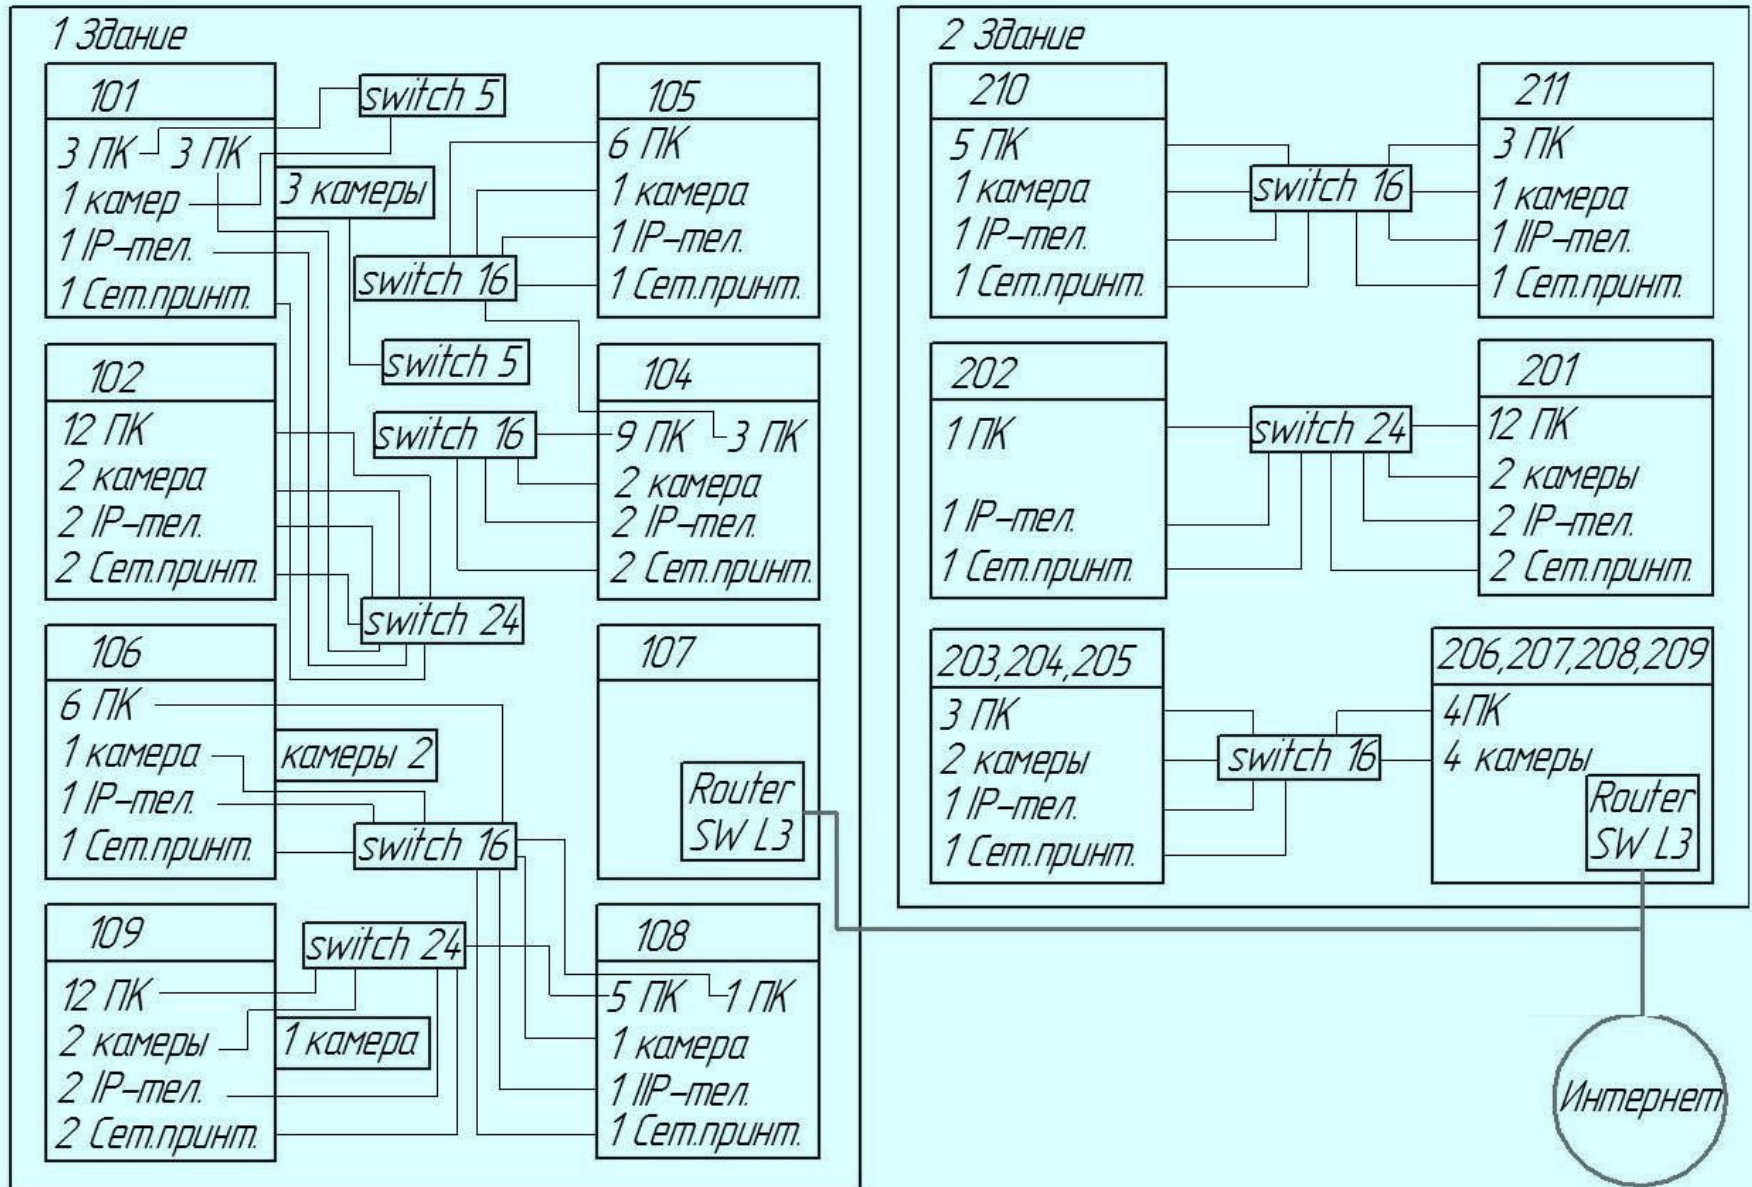 1 Здание
101
3 ПК 3 ПК
1 камер
1 IP-тел.
1 Сет.принт.
switch 5
3 камеры
switch 16
switch 5
105
6 ПК
1 камера
1 IP-тел.
1 Сет.принт.
102
12 ПК
2 камера
2 IP-тел.
2 Сет.принт.
switch 16
switch 24
104
9 ПК 3 ПК
2 камера
2 IP-тел.
2 Сет.принт.
106
6 ПК
1 камера
1 IP-тел.
1 Сет.принт.
камеры 2
switch 16
107
Router
SW L3
109
12 ПК
2 камеры
2 IP-тел.
2 Сет.принт.
switch 24
1 камера
108
5 ПК 1 ПК
1 камера
1 IIP-тел.
1 Сет.принт.
2 Здание
210
5 ПК
1 камера
1 IP-тел.
1 Сет.принт.
switch 16
211
3 ПК
1 камера
1 IIP-тел.
1 Сет.принт.
202
1 ПК
1 IP-тел.
1 Сет.принт.
switch 24
201
12 ПК
2 камеры
2 IP-тел.
2 Сет.принт.
203,204,205
3 ПК
2 камеры
1 IP-тел.
1 Сет.принт.
switch 16
206,207,208,209
4ПК
4 камеры
Router
SW L3
Интернет